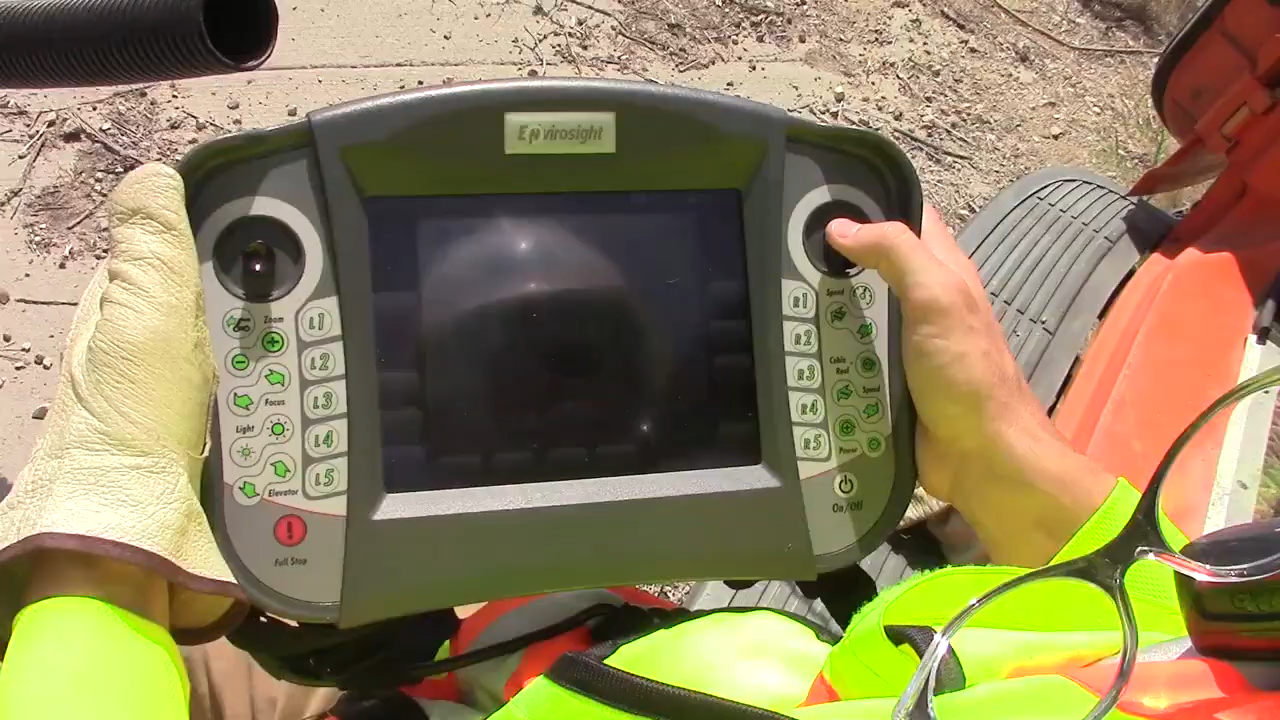 Envirosight
Zoom
L1
L2
L3
Focus
Light
L4
L5
Elevator
Full Stop
Speed
R1
R2
Cable
Reel
R3
Speed
R4
R5
Power
On/Off